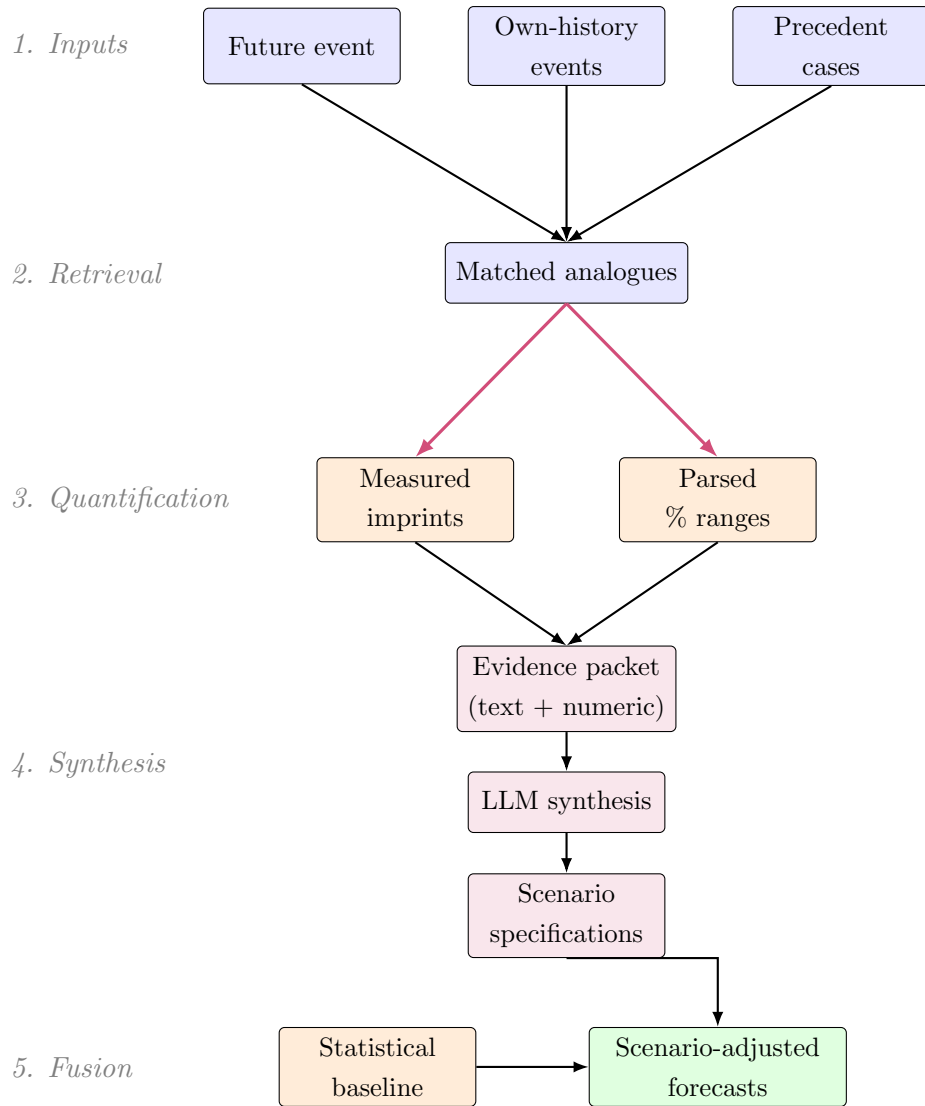 1. Inputs
Future event
Own-history
events
Precedent
cases
2. Retrieval
Matched analogues
3. Quantification
Measured
imprints
Parsed
% ranges
Evidence packet
(text + numeric)
4. Synthesis
LLM synthesis
Scenario
specifications
5. Fusion
Statistical
baseline
Scenario-adjusted
forecasts